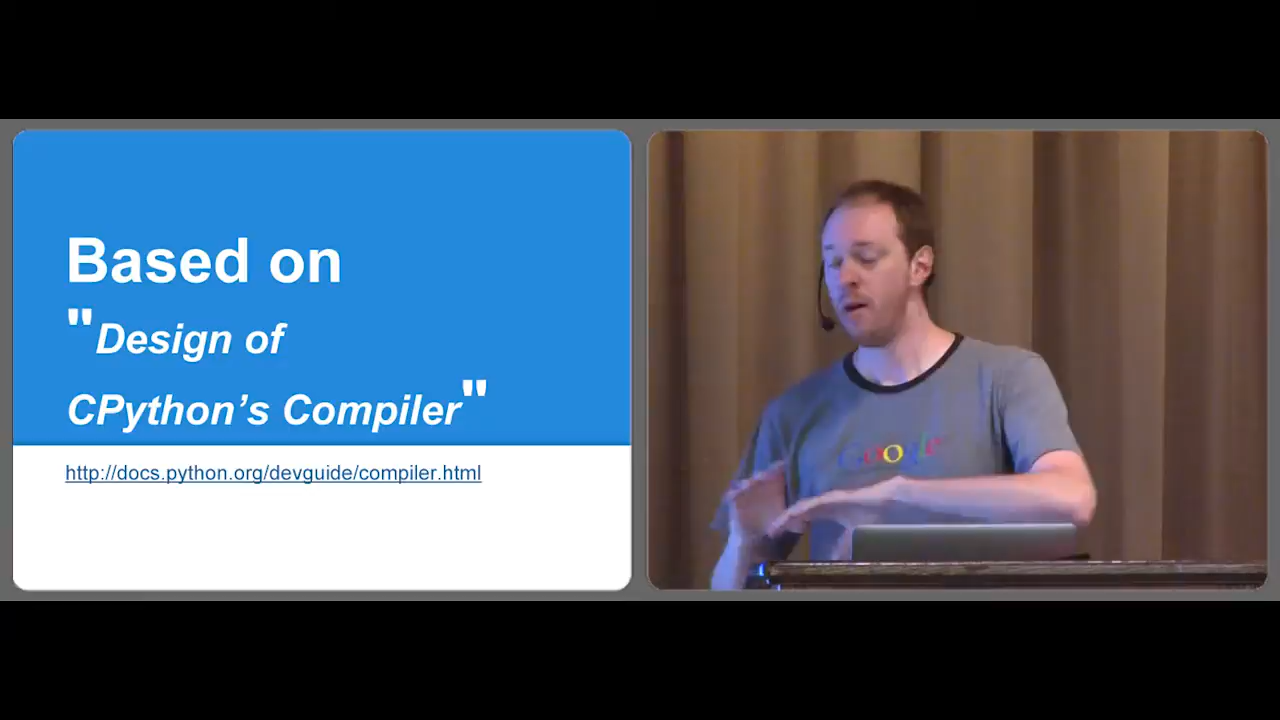 Based on
"Design of
CPython’s Compiler"
http://docs.python.org/devguide/compiler.html
Google